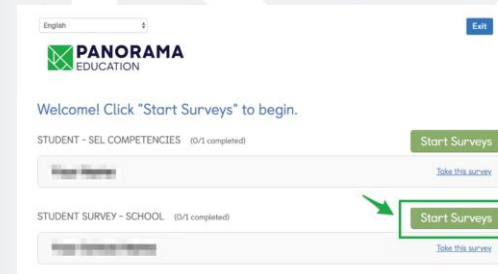 English
Exit
PANORAMA
EDUCATION
Welcome! Click "Start Surveys" to begin.
STUDENT - SEL COMPETENCIES (0/1 completed)
Start Surveys
Take this survey
STUDENT SURVEY - SCHOOL (0/1 completed)
Start Surveys
Take this survey